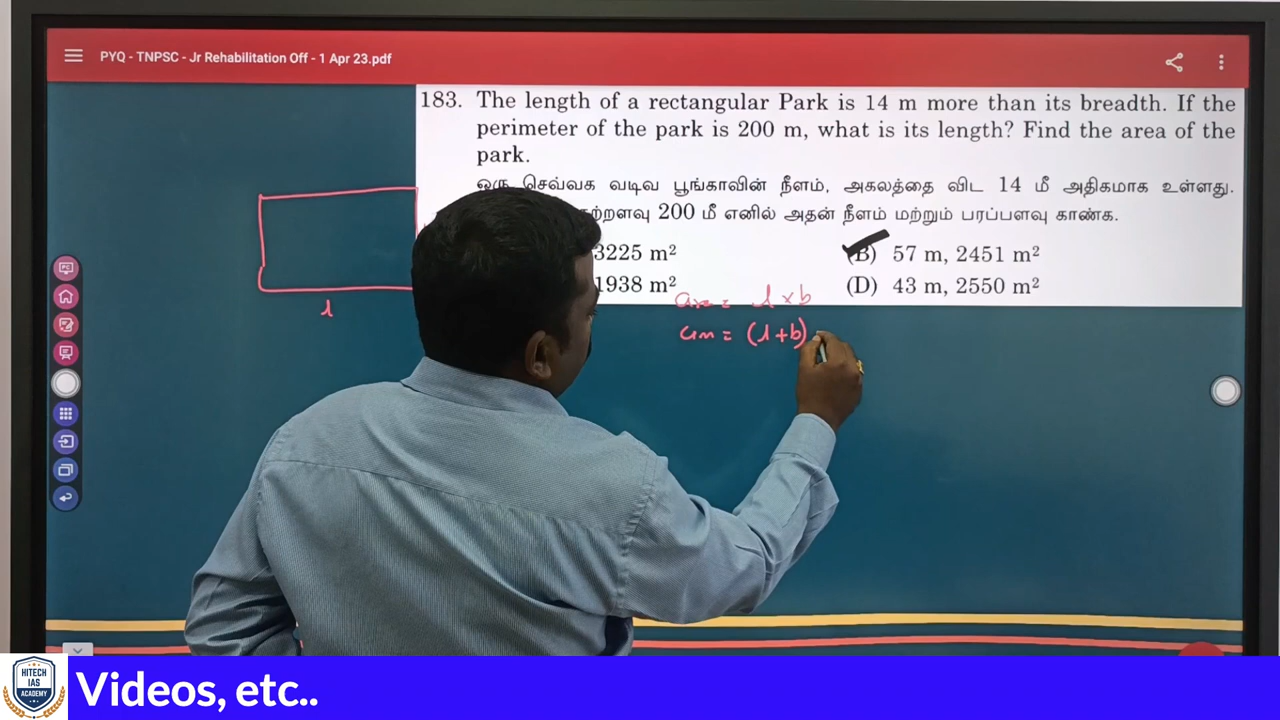 PYQ - TNPSC - Jr Rehabilitation Off - 1 Apr 23.pdf
183. The length of a rectangular Park is 14 m more than its breadth. If the
perimeter of the park is 200 m, what is its length? Find the area of the
park.
ஒரு செவ்வக வடிவ பூங்காவின் நீளம், அகலத்தை விட 14 மீ அதிகமாக உள்ளது.
200 மீ எனில் அதன் நீளம் மற்றும் பரப்பளவு காண்க.
3225 m² (B) 57 m, 2451 m²
1938 m² (D) 43 m, 2550 m²
l
= l × b
= (l+b)
HITECH
IAS
ACADEMY
Videos, etc..